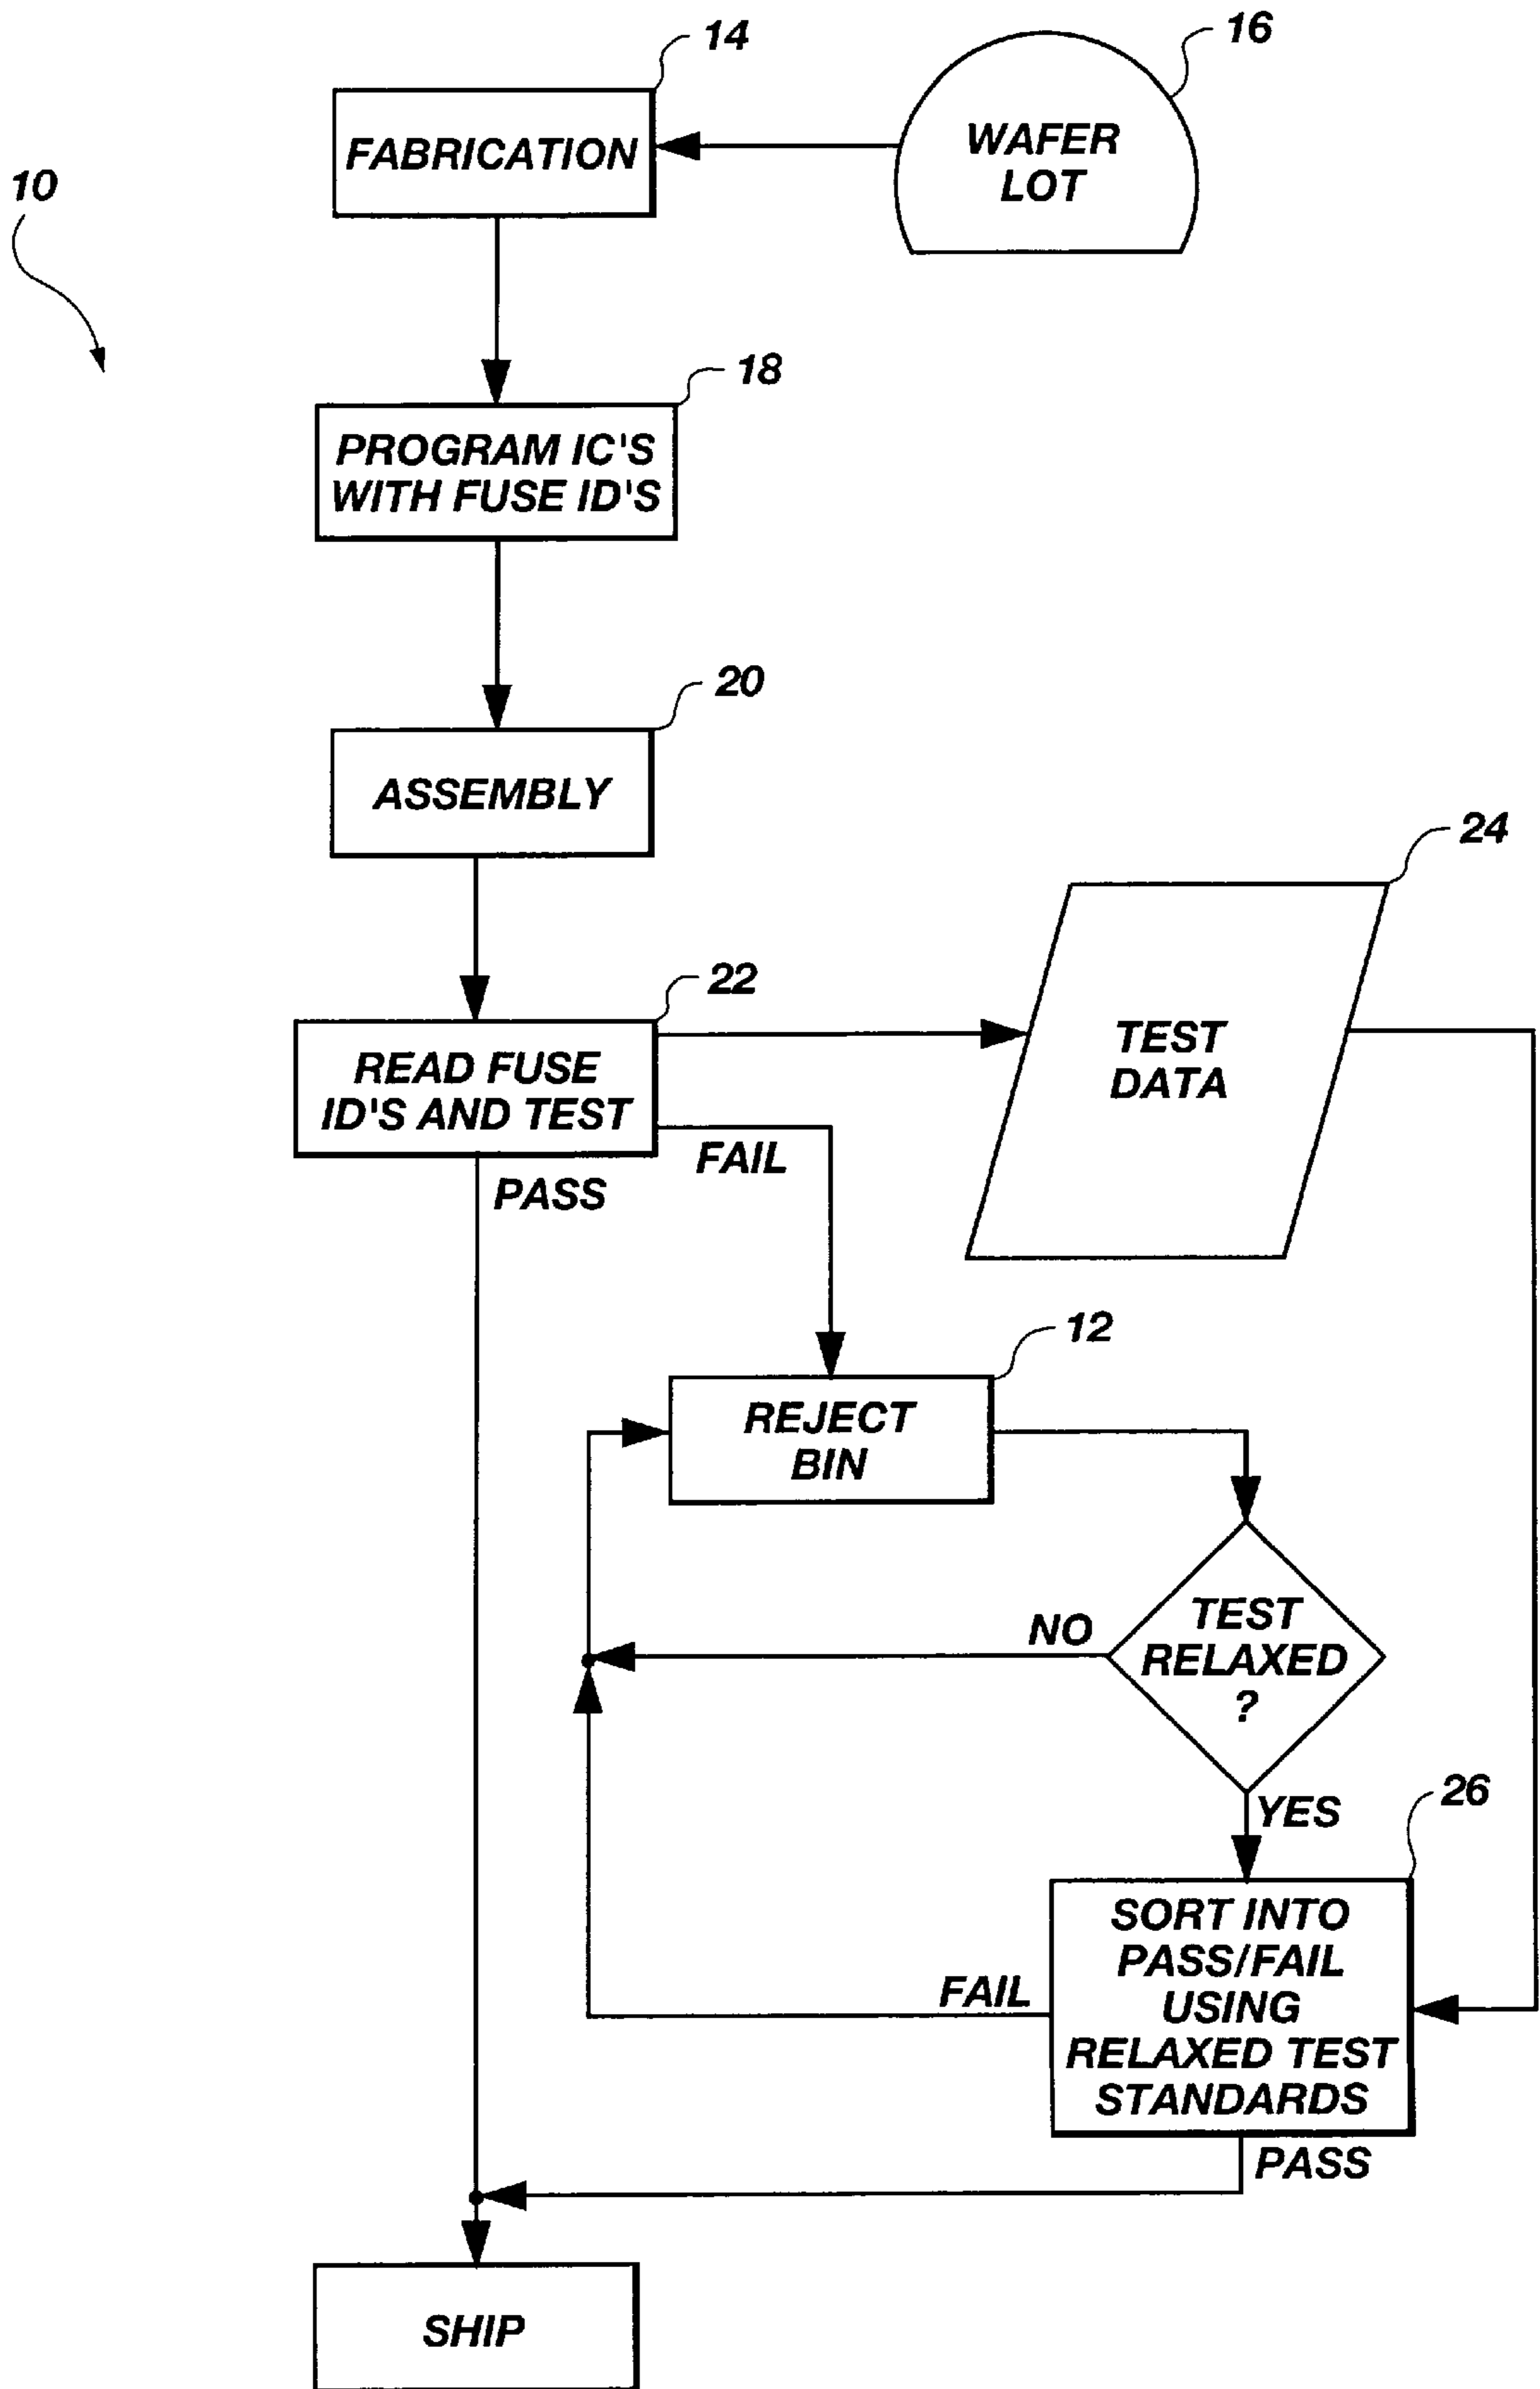 14
16
FABRICATION
WAFER
LOT
10
18
PROGRAM IC'S
WITH FUSE ID'S
20
ASSEMBLY
24
22
READ FUSE
ID'S AND TEST
TEST
DATA
FAIL
PASS
12
REJECT
BIN
TEST
RELAXED
?
NO
YES
26
SORT INTO
PASS/FAIL
USING
RELAXED TEST
STANDARDS
FAIL
PASS
SHIP